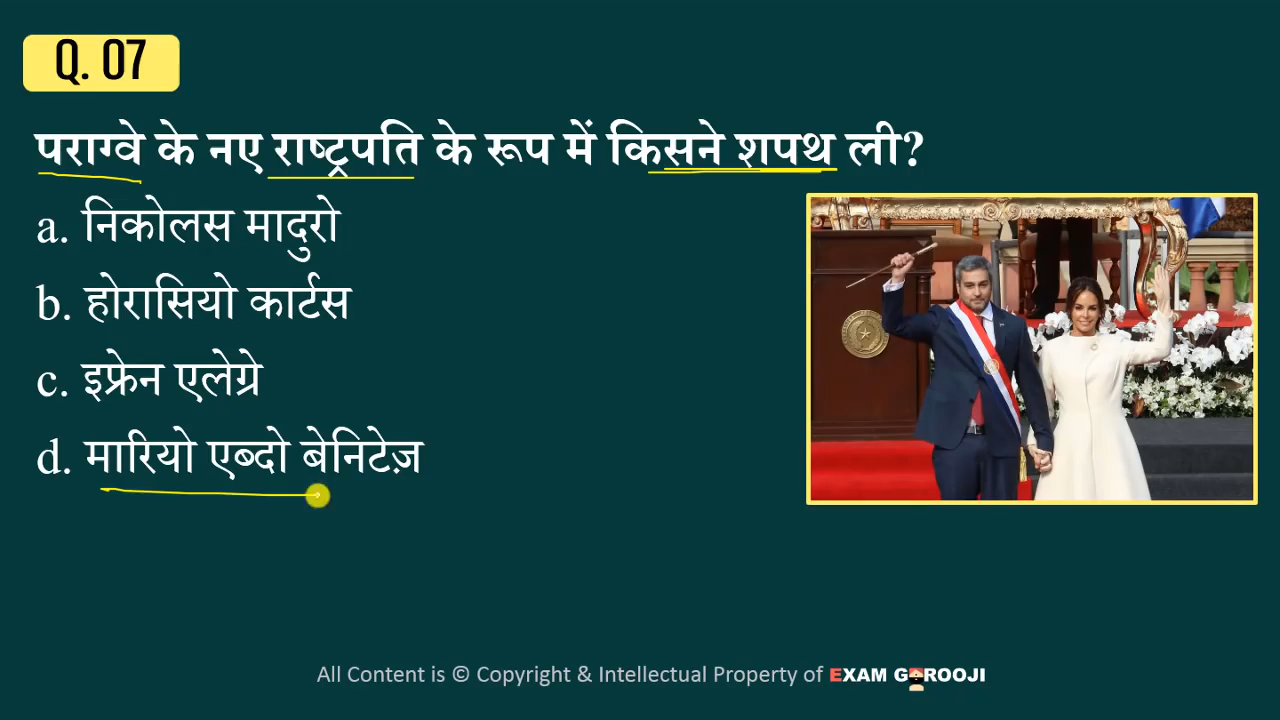 Q. 07
पराग्वे के नए राष्ट्रपति के रूप में किसने शपथ ली?
a. निकोलस मादुरो
b. होरासियो कार्टस
c. इफ्रेन एलेग्रे
d. मारियो एब्दो बेनिटेज़
All Content is © Copyright & Intellectual Property of EXAM GUROOJI